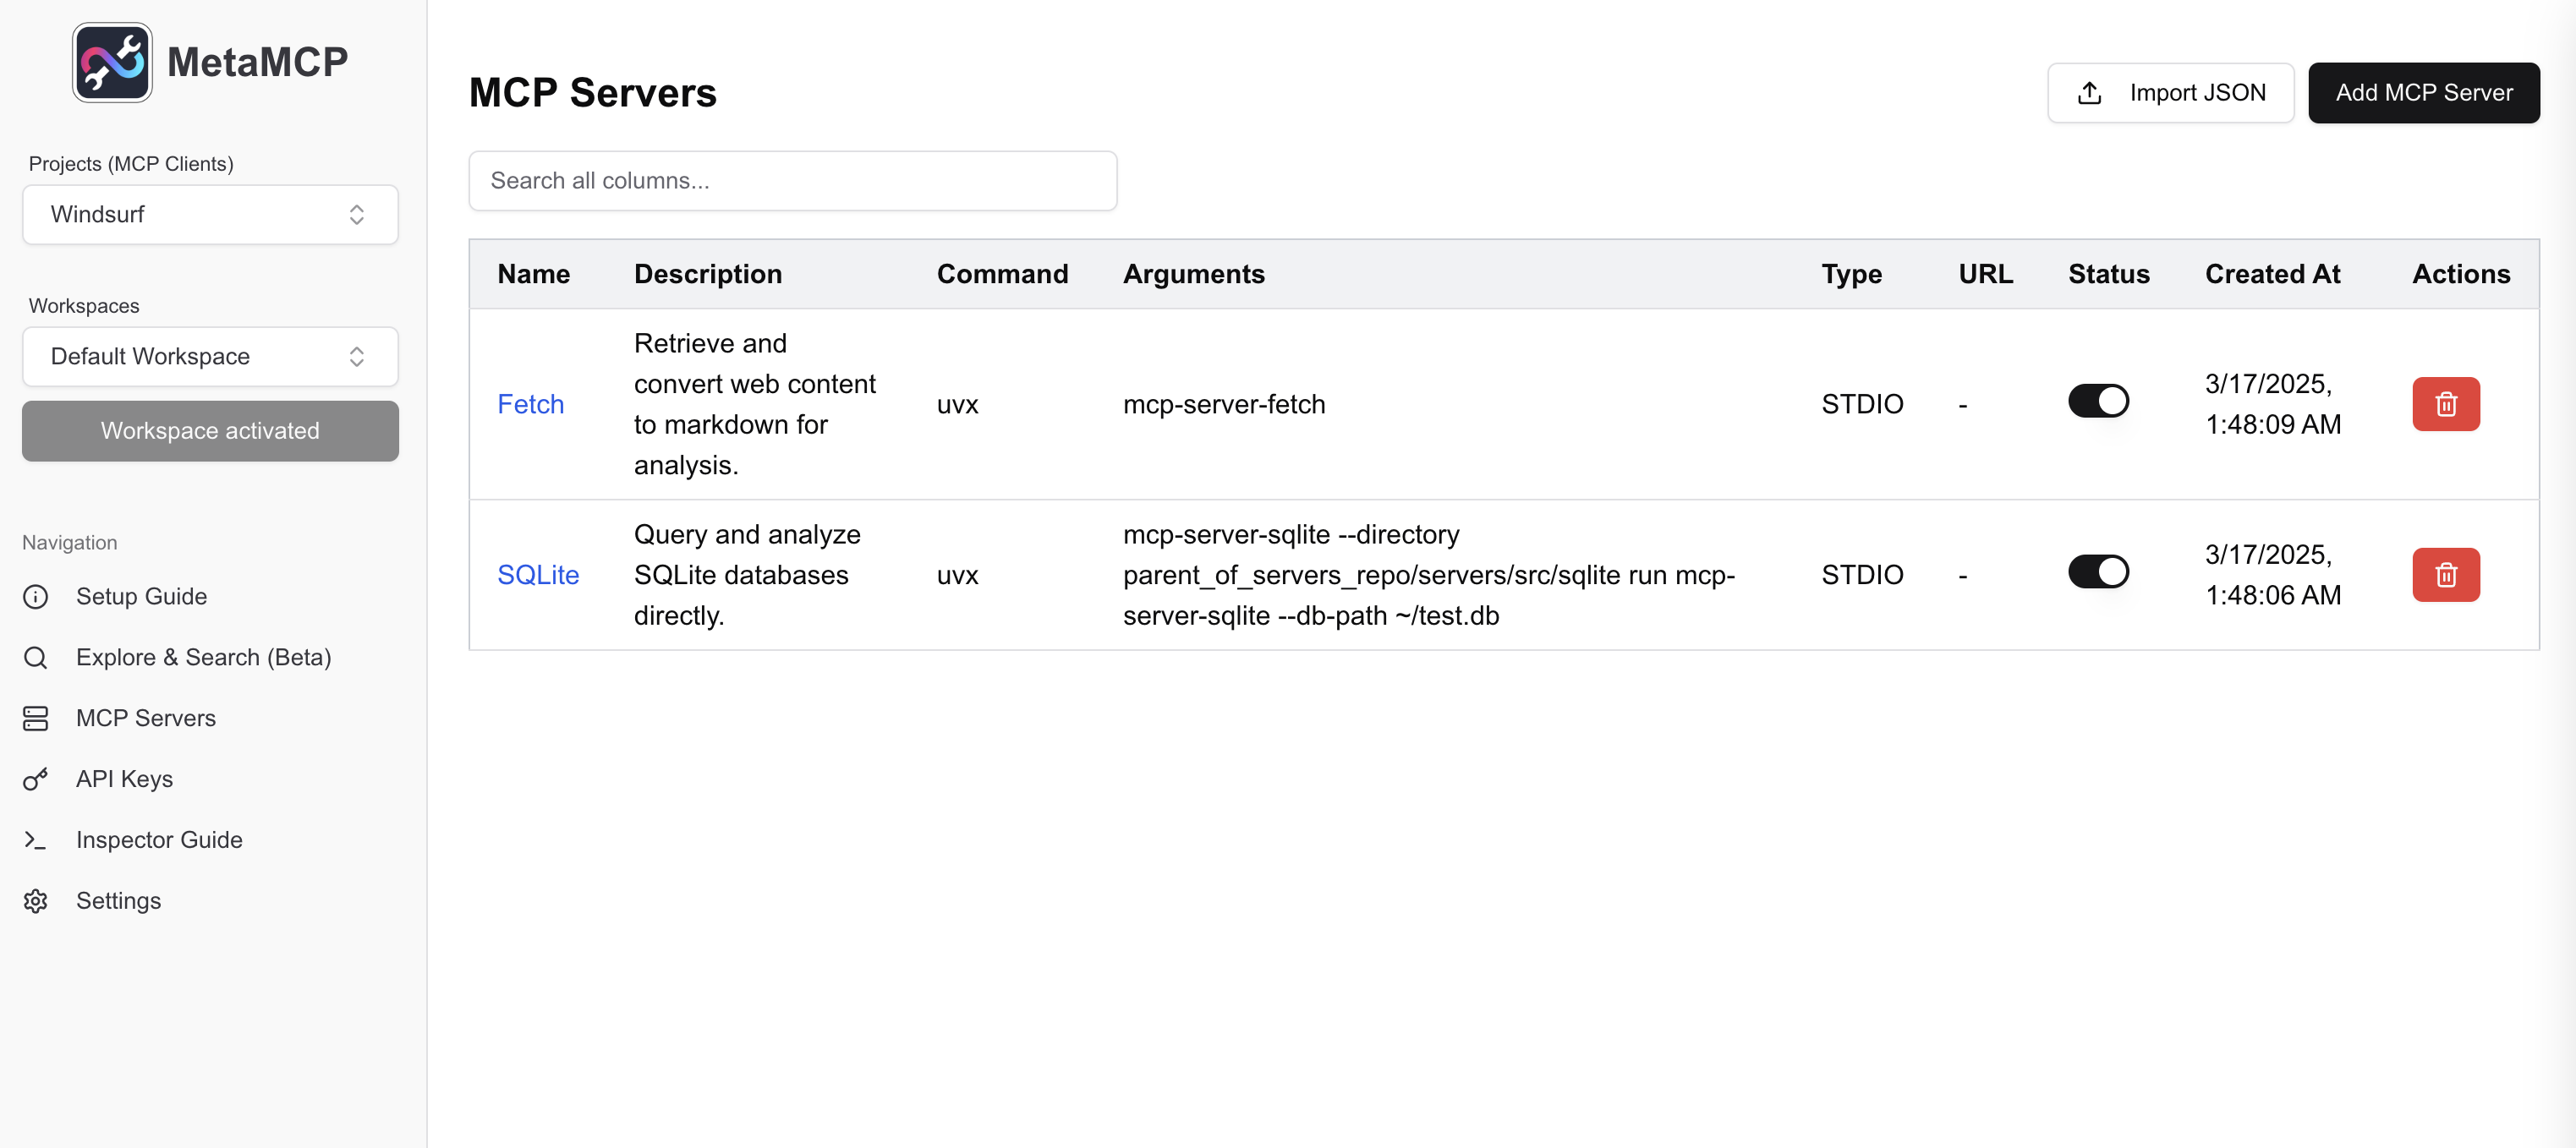 MetaMCP
Projects (MCP Clients)
Windsurf
Workspaces
Default Workspace
Workspace activated
Navigation
Setup Guide
Explore & Search (Beta)
MCP Servers
API Keys
Inspector Guide
Settings
MCP Servers
Import JSON
Add MCP Server
Search all columns...
Name Description Command Arguments Type URL Status Created At Actions
Fetch
Retrieve and
convert web content
to markdown for
analysis.
uvx
mcp-server-fetch
STDIO
-
3/17/2025,
1:48:09 AM
SQLite
Query and analyze
SQLite databases
directly.
uvx
mcp-server-sqlite --directory
parent_of_servers_repo/servers/src/sqlite run mcp-
server-sqlite --db-path ~/test.db
STDIO
-
3/17/2025,
1:48:06 AM